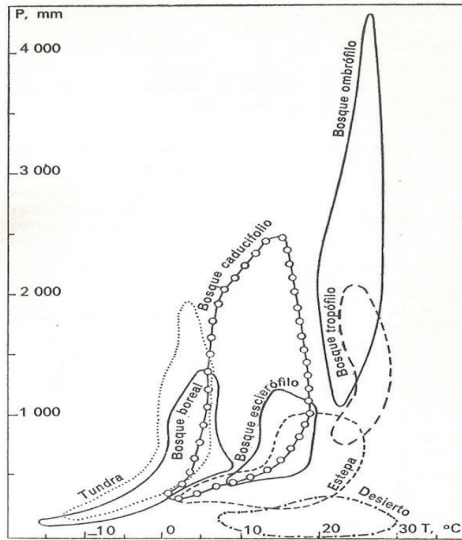 P, mm
4 000
3 000
2 000
1 000
Bosque ombrófilo
Bosque caducifolio
Bosque tropófilo
Bosque boreal
Bosque esclerófilo
Tundra
Estepa
Desierto
–10
0
10
20
30 T, ºC